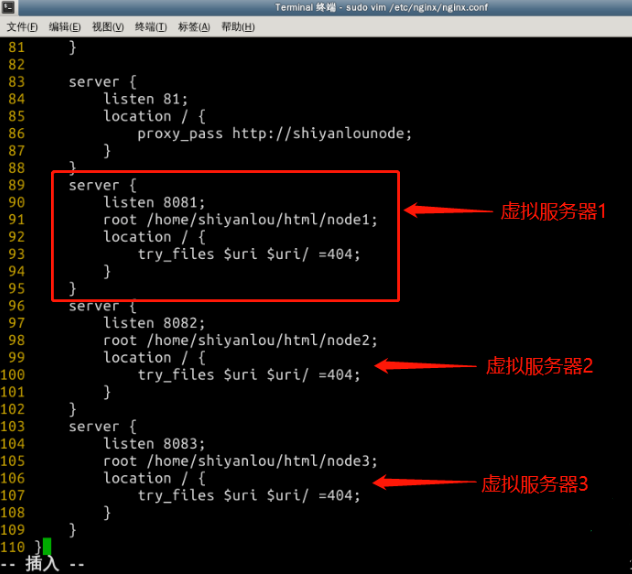 Terminal 终端 - sudo vim /etc/nginx/nginx.conf
文件(F) 编辑(E) 视图(V) 终端(T) 标签(A) 帮助(H)
81     }
82
83     server {
84         listen 81;
85         location / {
86             proxy_pass http://shiyanlounode;
87         }
88     }
89     server {
90         listen 8081;
91         root /home/shiyanlou/html/node1; 虚拟服务器1
92         location / {
93             try_files $uri $uri/ =404;
94         }
95     }
96     server {
97         listen 8082;
98         root /home/shiyanlou/html/node2;
99         location / { 虚拟服务器2
100             try_files $uri $uri/ =404;
101         }
102     }
103     server {
104         listen 8083;
105         root /home/shiyanlou/html/node3;
106         location / { 虚拟服务器3
107             try_files $uri $uri/ =404;
108         }
109     }
110 }
-- 插入 --